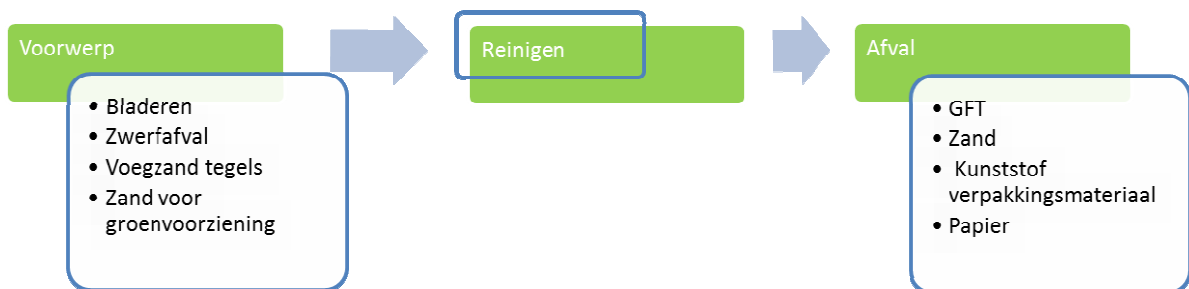 Voorwerp
• Bladeren
• Zwerfafval
• Voegzand tegels
• Zand voor
groenvoorziening
Reinigen
Afval
• GFT
• Zand
• Kunststof
verpakkingsmateriaal
• Papier